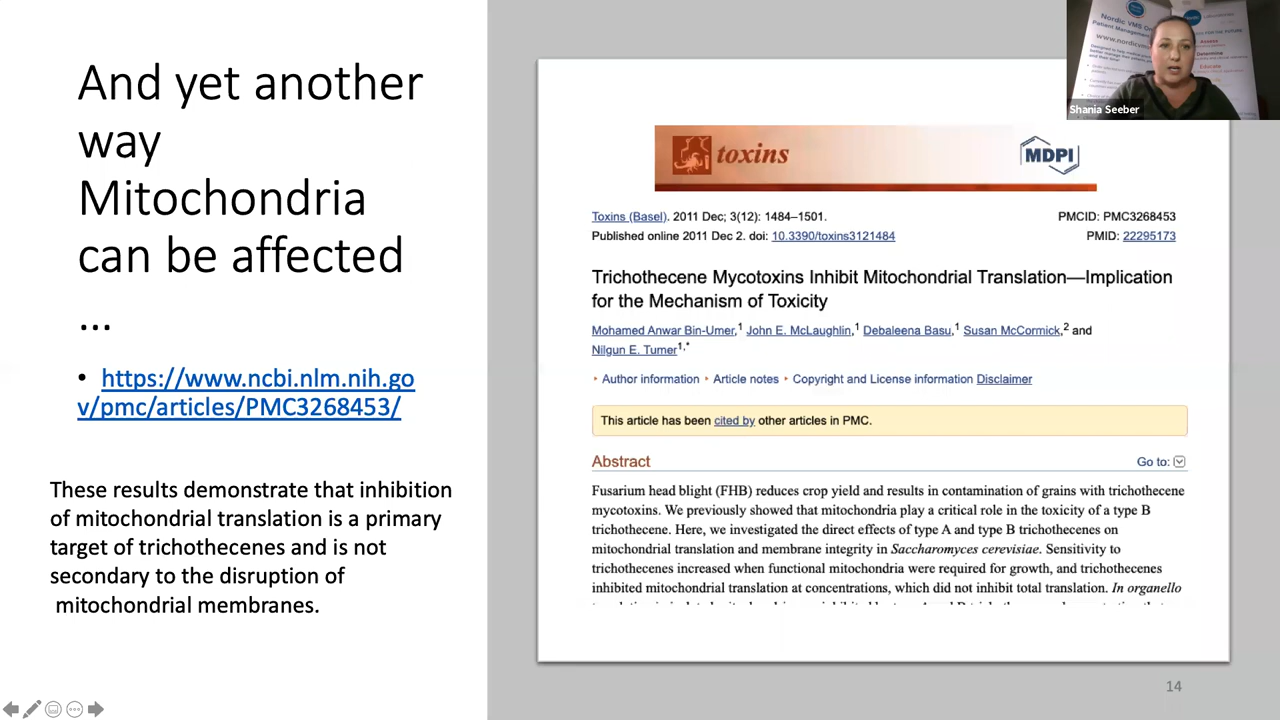 And yet another
way
Mitochondria
can be affected
...
• https://www.ncbi.nlm.nih.go
v/pmc/articles/PMC3268453/
These results demonstrate that inhibition
of mitochondrial translation is a primary
target of trichothecenes and is not
secondary to the disruption of
mitochondrial membranes.
toxins
MDPI
Toxins (Basel). 2011 Dec; 3(12): 1484–1501.
PMCID: PMC3268453
Published online 2011 Dec 2. doi: 10.3390/toxins3121484
PMID: 22295173
Trichothecene Mycotoxins Inhibit Mitochondrial Translation—Implication
for the Mechanism of Toxicity
Mohamed Anwar Bin-Umer,1 John E. McLaughlin,1 Debaleena Basu,1 Susan McCormick,2 and
Nilgun E. Tumer1,*
‣ Author information ‣ Article notes ‣ Copyright and License information Disclaimer
This article has been cited by other articles in PMC.
Abstract
Go to:
Fusarium head blight (FHB) reduces crop yield and results in contamination of grains with trichothecene
mycotoxins. We previously showed that mitochondria play a critical role in the toxicity of a type B
trichothecene. Here, we investigated the direct effects of type A and type B trichothecenes on
mitochondrial translation and membrane integrity in Saccharomyces cerevisiae. Sensitivity to
trichothecenes increased when functional mitochondria were required for growth, and trichothecenes
inhibited mitochondrial translation at concentrations, which did not inhibit total translation. In organello
14
Nordic VMS
Patient Manage
www.nordicvm
Laboratories
Assess
Determine
Educate
Shania Seeber